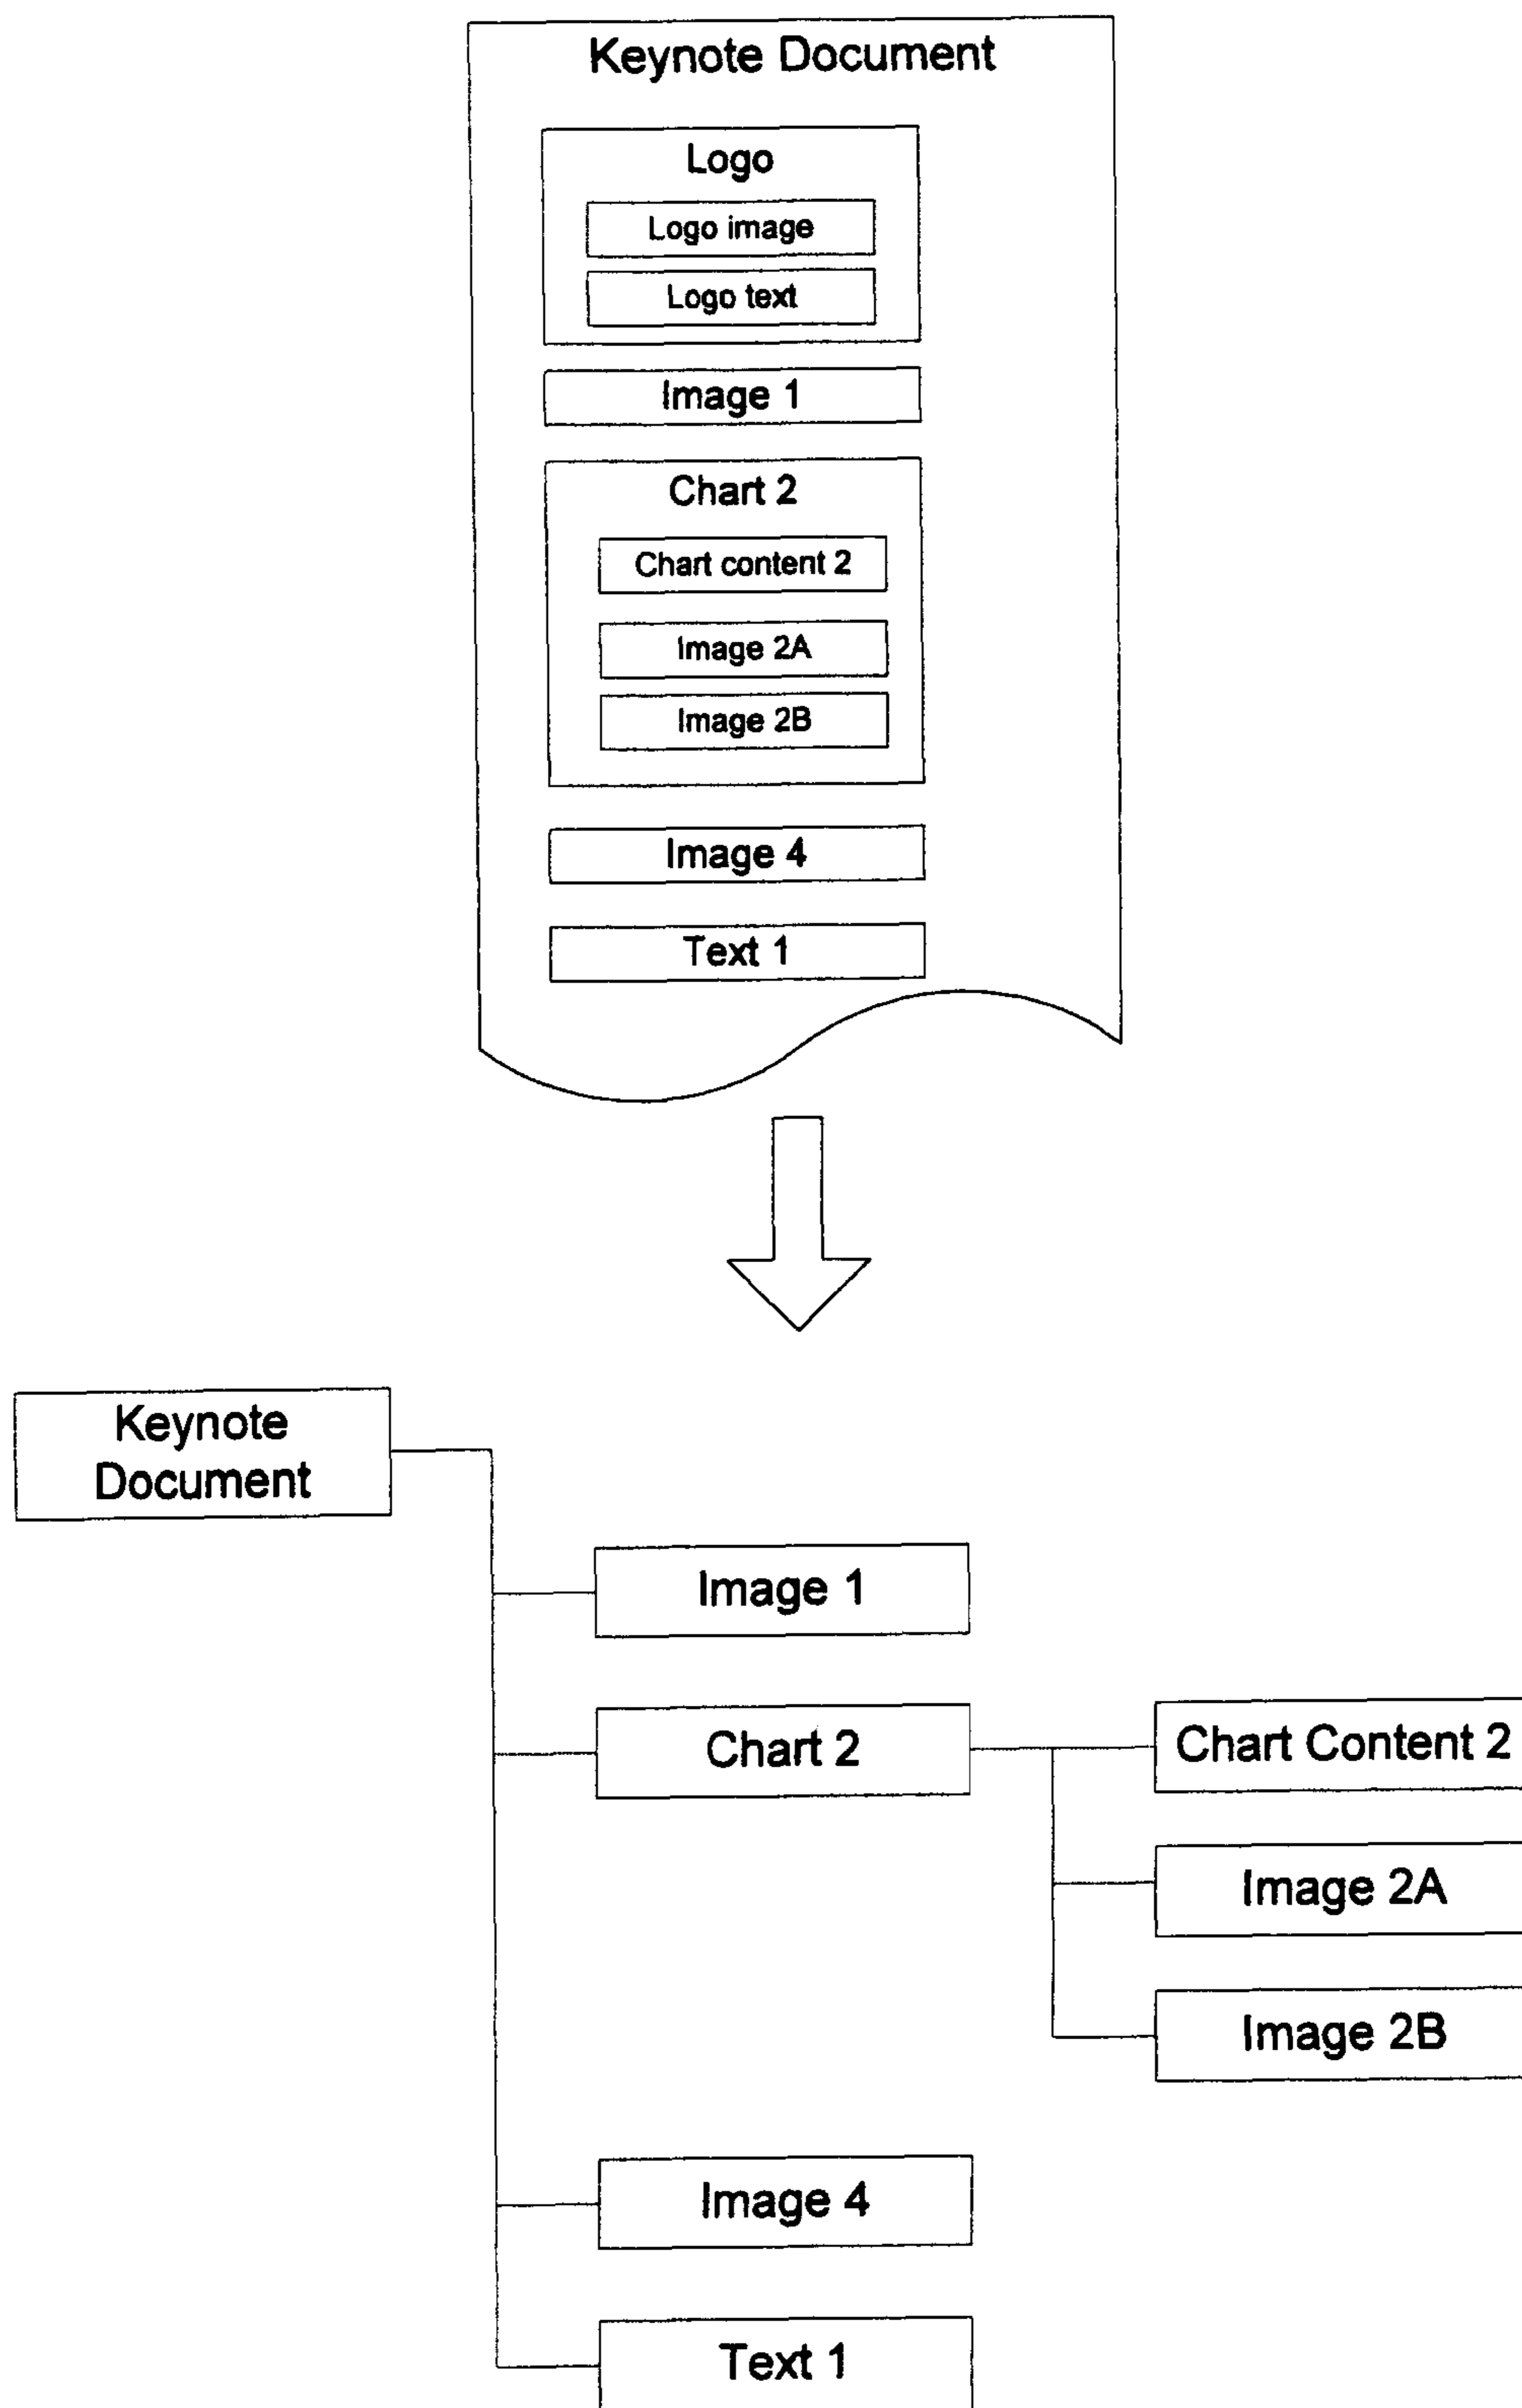 Keynote Document
Logo
Logo image
Logo text
Image 1
Chart 2
Chart content 2
Image 2A
Image 2B
Image 4
Text 1
Keynote
Document
Image 1
Chart 2
Chart Content 2
Image 2A
Image 2B
Image 4
Text 1